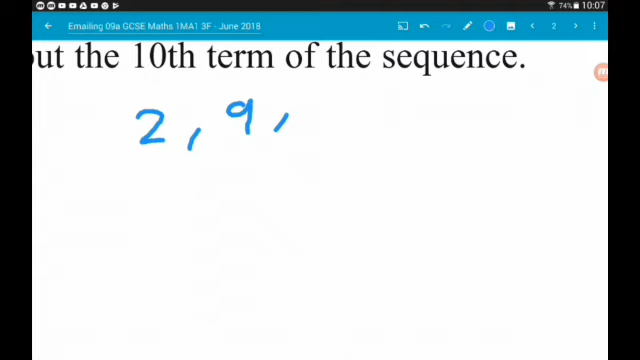 74% 10:07
Emailing 09a GCSE Maths 1MA1 3F - June 2018 2
out the 10th term of the sequence.
2, 9,